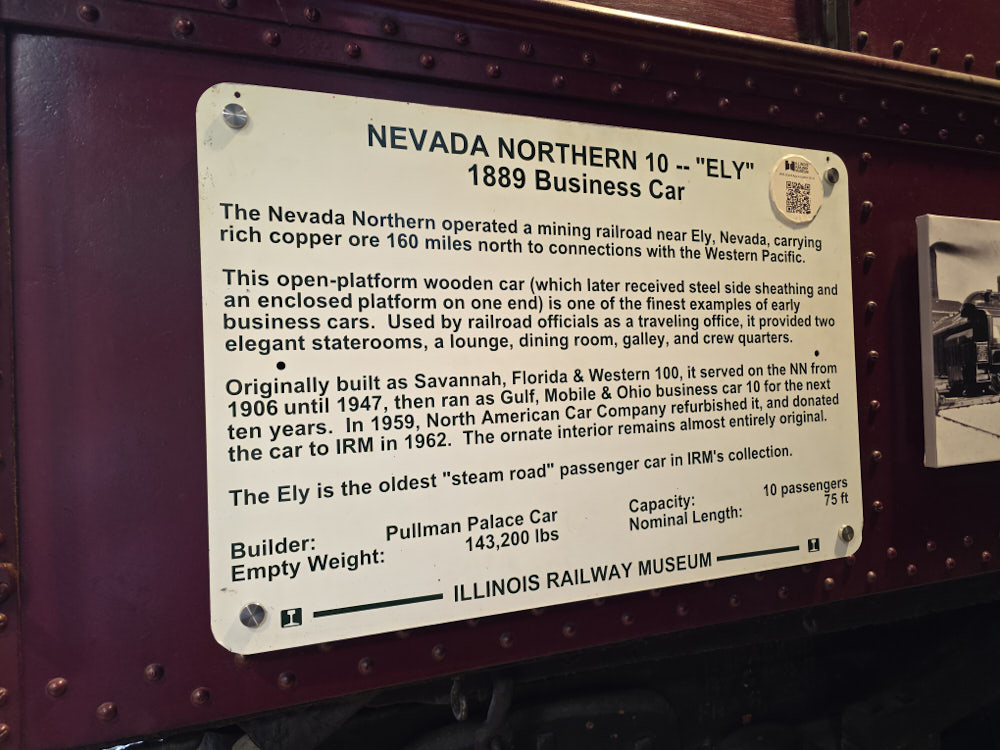 NEVADA NORTHERN 10 -- "ELY"
1889 Business Car
The Nevada Northern operated a mining railroad near Ely, Nevada, carrying
rich copper ore 160 miles north to connections with the Western Pacific.
This open-platform wooden car (which later received steel side sheathing and
an enclosed platform on one end) is one of the finest examples of early
business cars. Used by railroad officials as a traveling office, it provided two
elegant staterooms, a lounge, dining room, galley, and crew quarters.
Originally built as Savannah, Florida & Western 100, it served on the NN from
1906 until 1947, then ran as Gulf, Mobile & Ohio business car 10 for the next
ten years. In 1959, North American Car Company refurbished it, and donated
the car to IRM in 1962. The ornate interior remains almost entirely original.
The Ely is the oldest "steam road" passenger car in IRM's collection.
Builder: Pullman Palace Car Capacity: 10 passengers
Empty Weight: 143,200 lbs Nominal Length: 75 ft
ILLINOIS RAILWAY MUSEUM